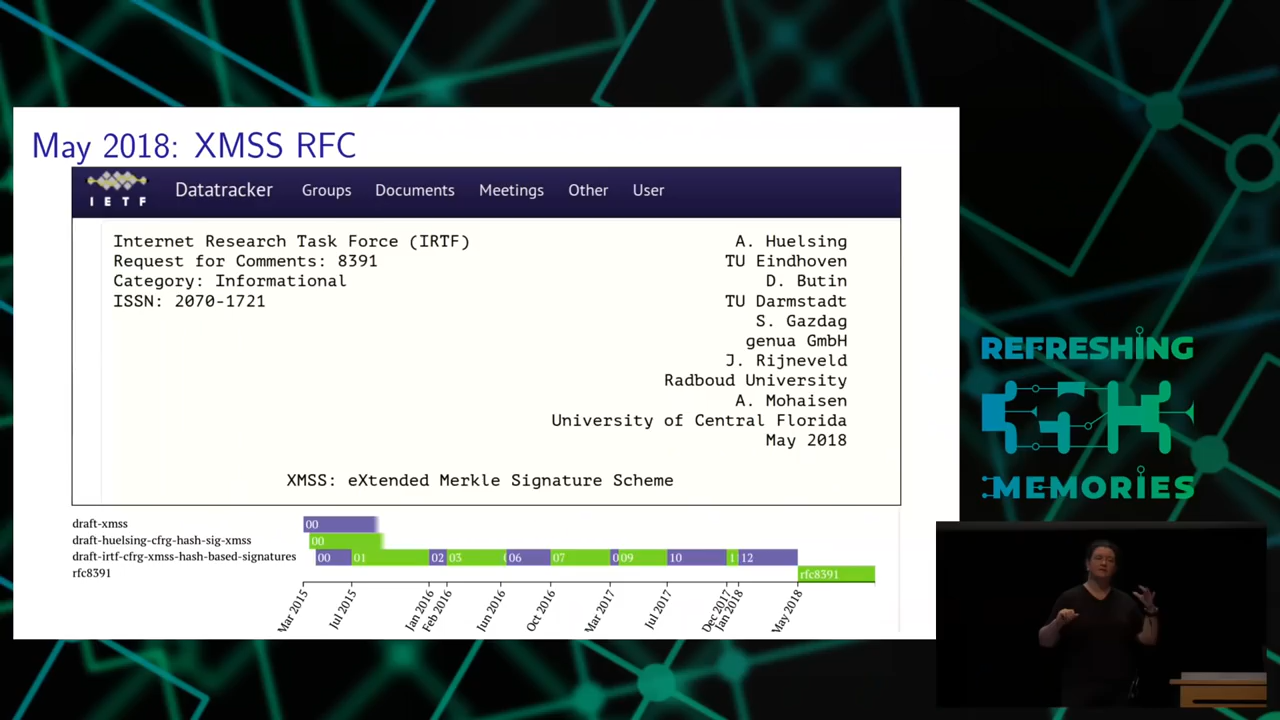 May 2018: XMSS RFC
IETF
Datatracker Groups Documents Meetings Other User
Internet Research Task Force (IRTF) A. Huelsing
Request for Comments: 8391 TU Eindhoven
Category: Informational D. Butin
ISSN: 2070-1721 TU Darmstadt
S. Gazdag
genua GmbH
J. Rijneveld
Radboud University
A. Mohaisen
University of Central Florida
May 2018
XMSS: eXtended Merkle Signature Scheme
draft-xmss 00
draft-huelsing-cfrg-hash-sig-xmss 00
draft-irtf-cfrg-xmss-hash-based-signatures 00 01 02 03 06 07 09 10 12
rfc8391 rfc8391
Mar 2015 Jul 2015 Jan 2016 Feb 2016 Jun 2016 Oct 2016 Mar 2017 Jul 2017 Dec 2017 Jan 2018 May 2018
REFRESHING
MEMORIES